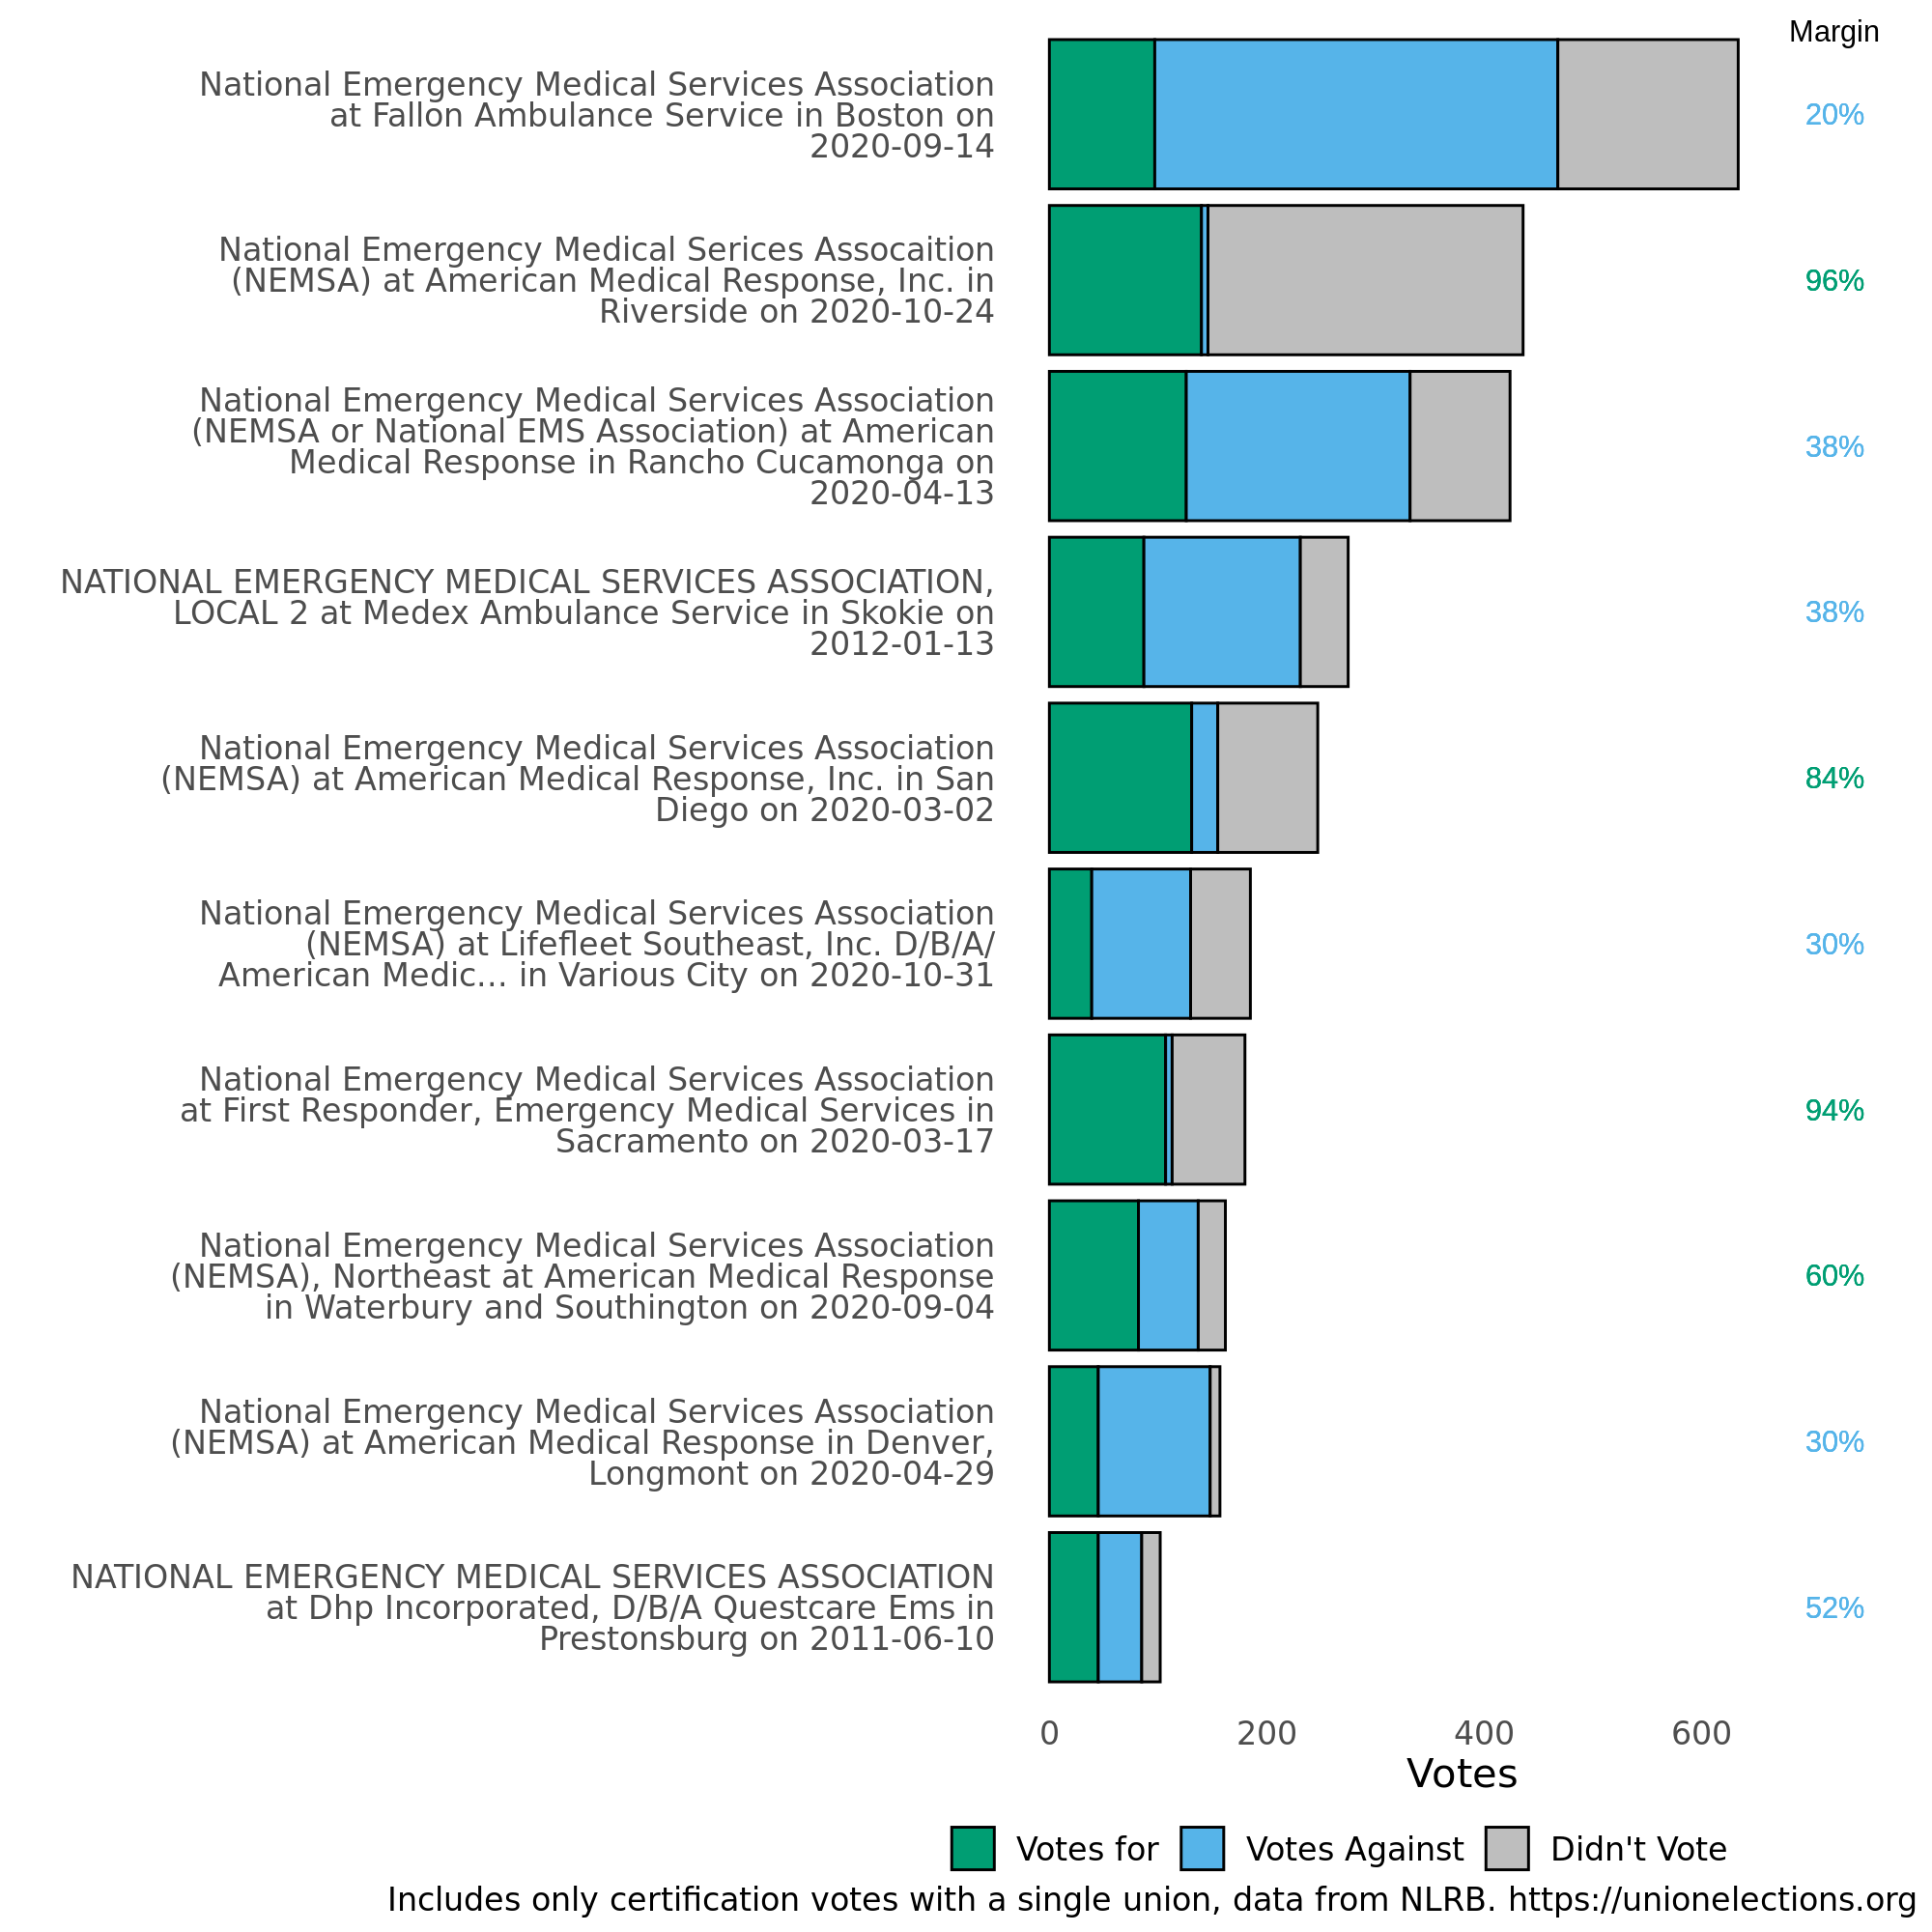 Margin
National Emergency Medical Services Association
at Fallon Ambulance Service in Boston on
2020-09-14
20%
National Emergency Medical Serices Assocaition
(NEMSA) at American Medical Response, Inc. in
Riverside on 2020-10-24
96%
National Emergency Medical Services Association
(NEMSA or National EMS Association) at American
Medical Response in Rancho Cucamonga on
2020-04-13
38%
NATIONAL EMERGENCY MEDICAL SERVICES ASSOCIATION,
LOCAL 2 at Medex Ambulance Service in Skokie on
2012-01-13
38%
National Emergency Medical Services Association
(NEMSA) at American Medical Response, Inc. in San
Diego on 2020-03-02
84%
National Emergency Medical Services Association
(NEMSA) at Lifefleet Southeast, Inc. D/B/A/
American Medic... in Various City on 2020-10-31
30%
National Emergency Medical Services Association
at First Responder, Emergency Medical Services in
Sacramento on 2020-03-17
94%
National Emergency Medical Services Association
(NEMSA), Northeast at American Medical Response
in Waterbury and Southington on 2020-09-04
60%
National Emergency Medical Services Association
(NEMSA) at American Medical Response in Denver,
Longmont on 2020-04-29
30%
NATIONAL EMERGENCY MEDICAL SERVICES ASSOCIATION
at Dhp Incorporated, D/B/A Questcare Ems in
Prestonsburg on 2011-06-10
52%
0 200 400 600
Votes
Votes for Votes Against Didn't Vote
Includes only certification votes with a single union, data from NLRB. https://unionelections.org